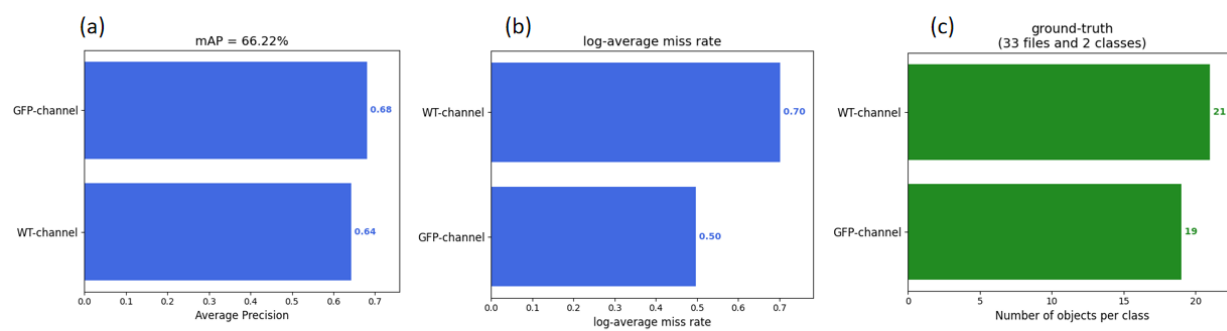 (a)
mAP = 66.22%
GFP-channel
0.68
WT-channel
0.64
0.0 0.1 0.2 0.3 0.4 0.5 0.6 0.7
Average Precision
(b)
log-average miss rate
WT-channel
0.70
GFP-channel
0.50
0.0 0.1 0.2 0.3 0.4 0.5 0.6 0.7
log-average miss rate
(c)
ground-truth
(33 files and 2 classes)
WT-channel
21
GFP-channel
19
0 5 10 15 20
Number of objects per class